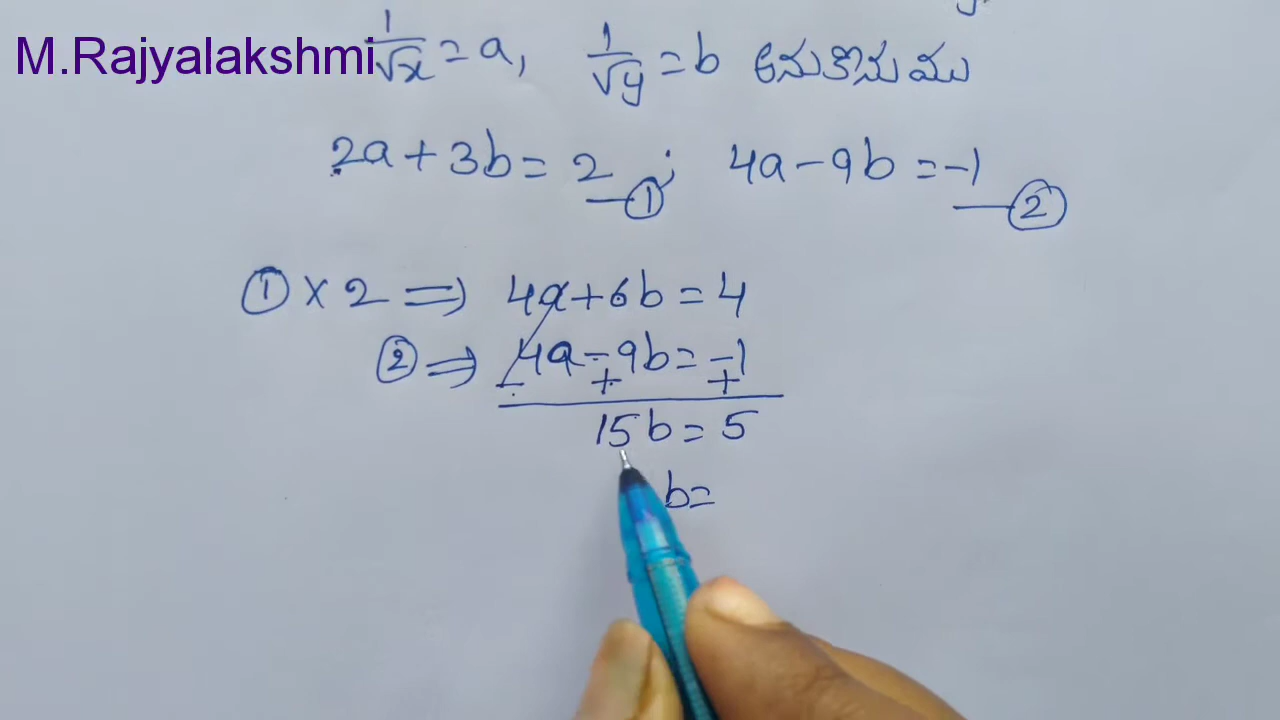 M.Rajyalakshmi
1/√x = a, 1/√y = b అనుకొనుము
2a + 3b = 2 —① ; 4a − 9b = −1 —②
① × 2 ⇒ 4a + 6b = 4
② ⇒ 4a − 9b = −1
− + +
15b = 5
b =